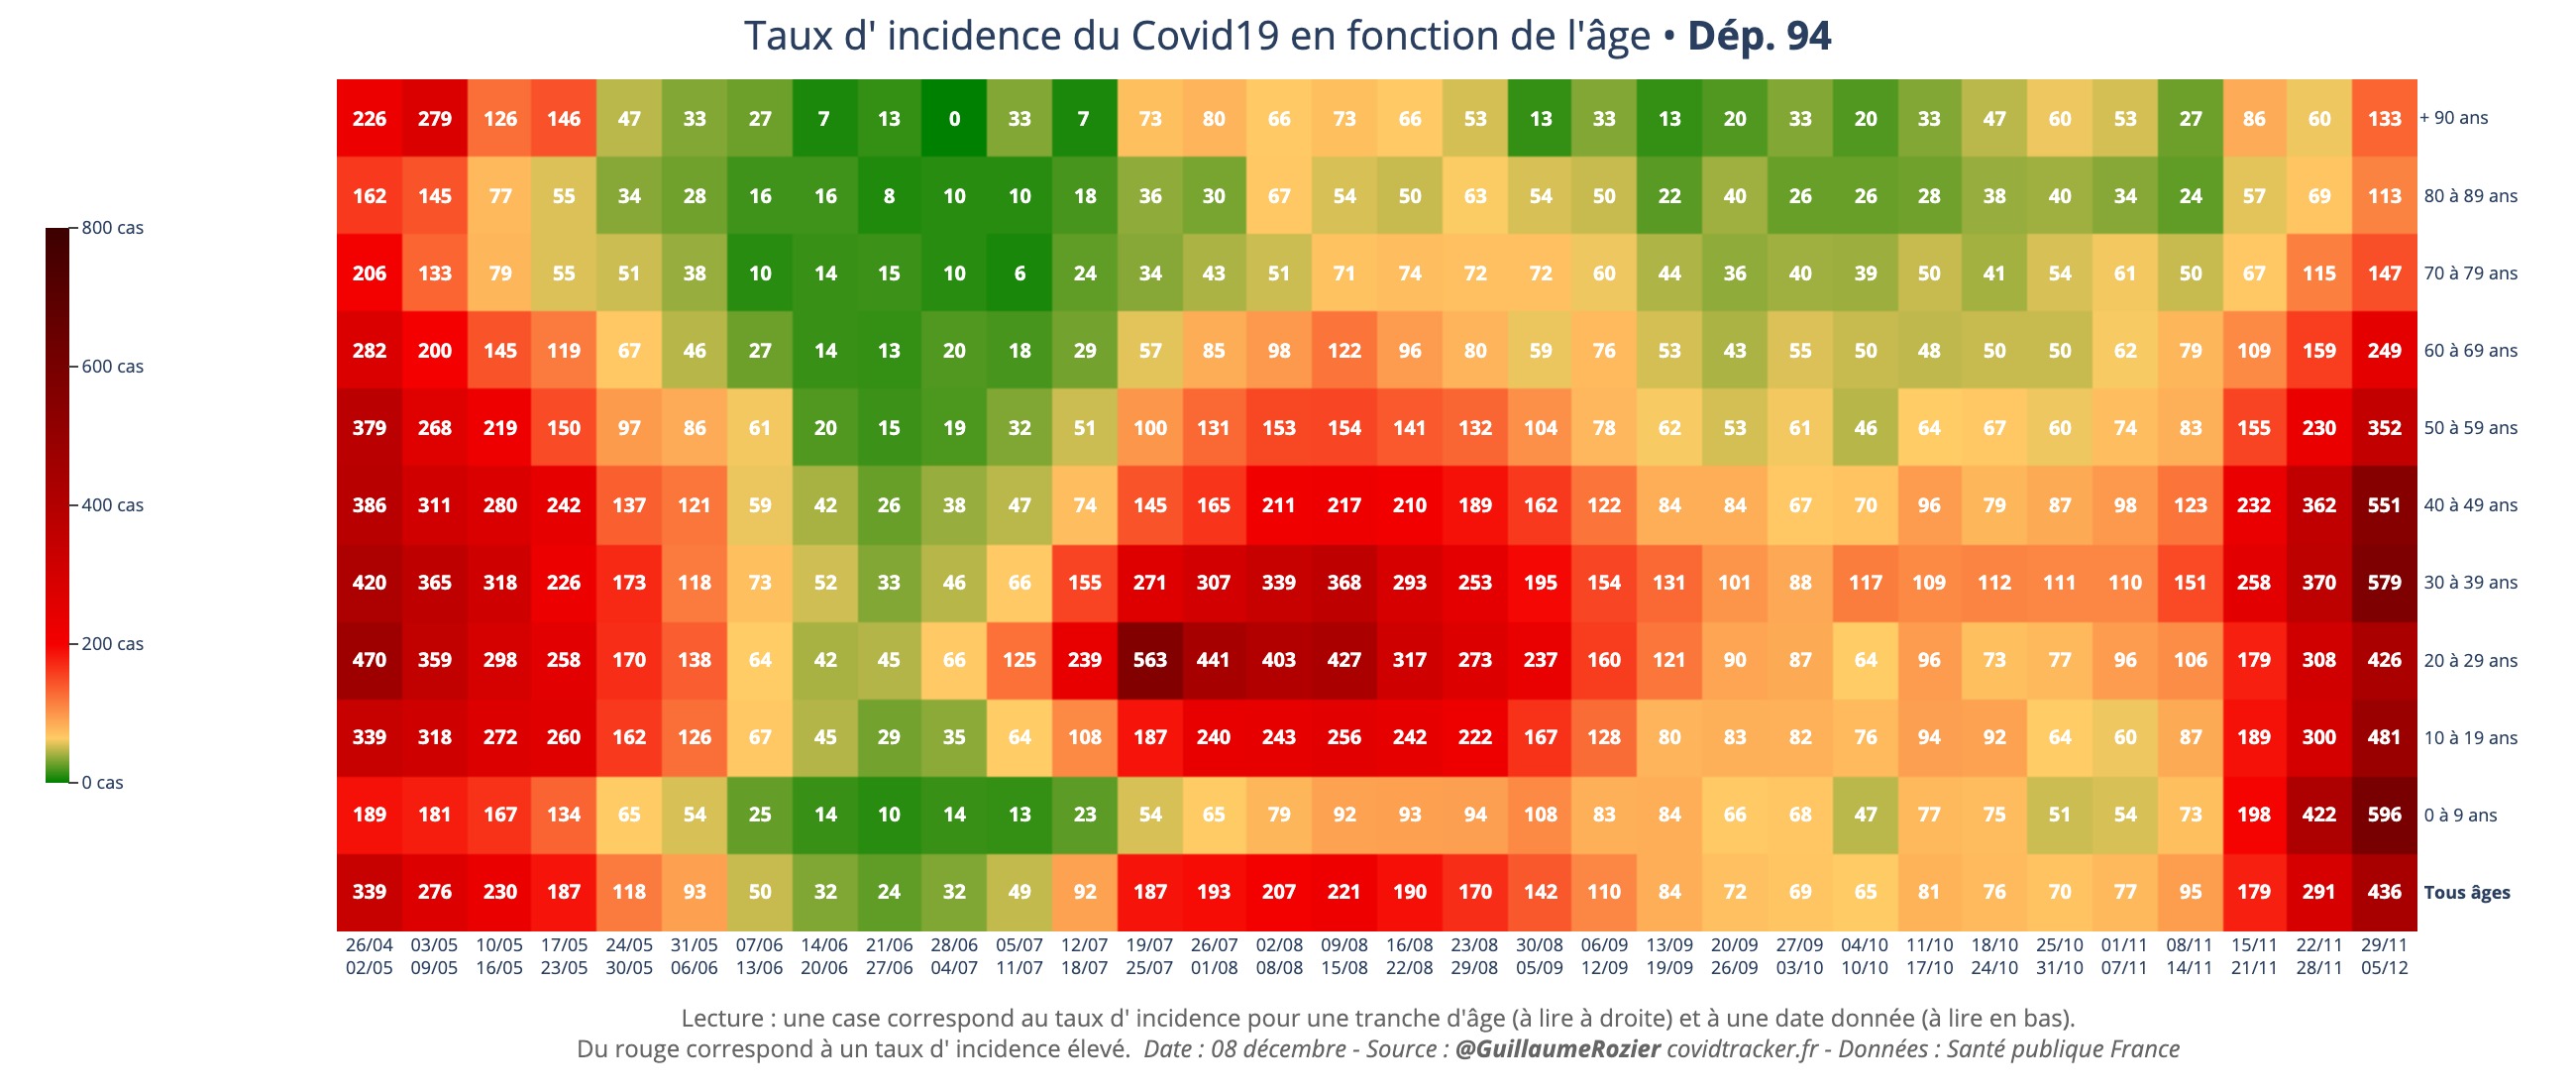 Taux d' incidence du Covid19 en fonction de l'âge • Dép. 94
226 279 126 146 47 33 27 7 13 0 33 7 73 80 66 73 66 53 13 33 13 20 33 20 33 47 60 53 27 86 60 133 + 90 ans
162 145 77 55 34 28 16 16 8 10 10 18 36 30 67 54 50 63 54 50 22 40 26 26 28 38 40 34 24 57 69 113 80 à 89 ans
800 cas
206 133 79 55 51 38 10 14 15 10 6 24 34 43 51 71 74 72 72 60 44 36 40 39 50 41 54 61 50 67 115 147 70 à 79 ans
282 200 145 119 67 46 27 14 13 20 18 29 57 85 98 122 96 80 59 76 53 43 55 50 48 50 50 62 79 109 159 249 60 à 69 ans
600 cas
379 268 219 150 97 86 61 20 15 19 32 51 100 131 153 154 141 132 104 78 62 53 61 46 64 67 60 74 83 155 230 352 50 à 59 ans
400 cas
386 311 280 242 137 121 59 42 26 38 47 74 145 165 211 217 210 189 162 122 84 84 67 70 96 79 87 98 123 232 362 551 40 à 49 ans
420 365 318 226 173 118 73 52 33 46 66 155 271 307 339 368 293 253 195 154 131 101 88 117 109 112 111 110 151 258 370 579 30 à 39 ans
200 cas
470 359 298 258 170 138 64 42 45 66 125 239 563 441 403 427 317 273 237 160 121 90 87 64 96 73 77 96 106 179 308 426 20 à 29 ans
339 318 272 260 162 126 67 45 29 35 64 108 187 240 243 256 242 222 167 128 80 83 82 76 94 92 64 60 87 189 300 481 10 à 19 ans
0 cas
189 181 167 134 65 54 25 14 10 14 13 23 54 65 79 92 93 94 108 83 84 66 68 47 77 75 51 54 73 198 422 596 0 à 9 ans
339 276 230 187 118 93 50 32 24 32 49 92 187 193 207 221 190 170 142 110 84 72 69 65 81 76 70 77 95 179 291 436 Tous âges
26/04 03/05 10/05 17/05 24/05 31/05 07/06 14/06 21/06 28/06 05/07 12/07 19/07 26/07 02/08 09/08 16/08 23/08 30/08 06/09 13/09 20/09 27/09 04/10 11/10 18/10 25/10 01/11 08/11 15/11 22/11 29/11
02/05 09/05 16/05 23/05 30/05 06/06 13/06 20/06 27/06 04/07 11/07 18/07 25/07 01/08 08/08 15/08 22/08 29/08 05/09 12/09 19/09 26/09 03/10 10/10 17/10 24/10 31/10 07/11 14/11 21/11 28/11 05/12
Lecture : une case correspond au taux d' incidence pour une tranche d'âge (à lire à droite) et à une date donnée (à lire en bas).
Du rouge correspond à un taux d' incidence élevé. Date : 08 décembre - Source : @GuillaumeRozier covidtracker.fr - Données : Santé publique France